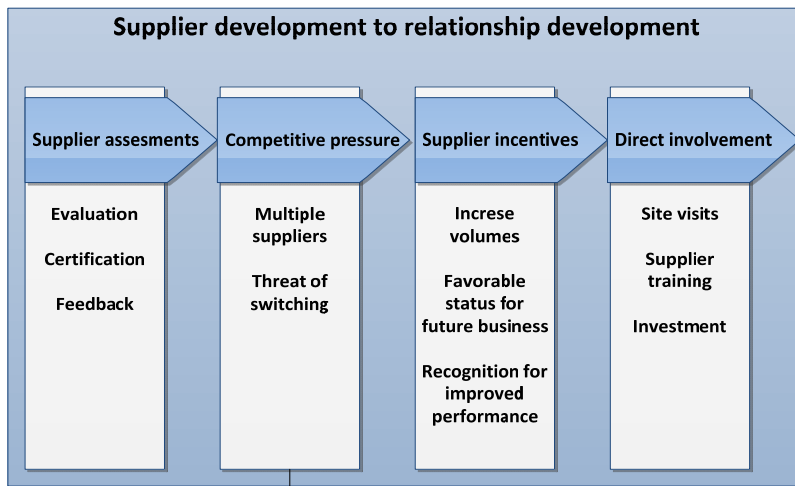 Supplier development to relationship development
Supplier assesments
Evaluation
Certification
Feedback
Competitive pressure
Multiple
suppliers
Threat of
switching
Supplier incentives
Increse
volumes
Favorable
status for
future business
Recognition for
improved
performance
Direct involvement
Site visits
Supplier
training
Investment